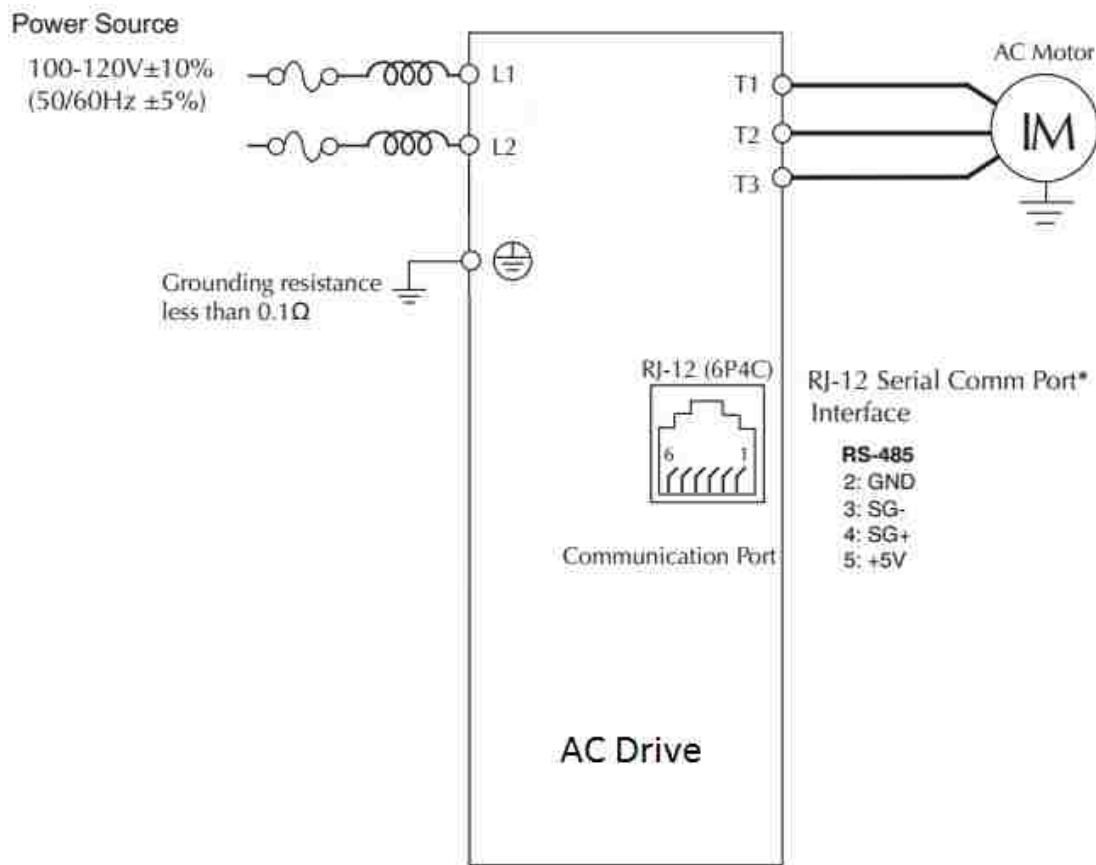 Power Source
100-120V±10%
(50/60Hz ±5%)
L1
L2
Grounding resistance
less than 0.1Ω
T1
T2
T3
AC Motor
IM
RJ-12 (6P4C)
6 1
Communication Port
RJ-12 Serial Comm Port*
Interface
RS-485
2: GND
3: SG-
4: SG+
5: +5V
AC Drive